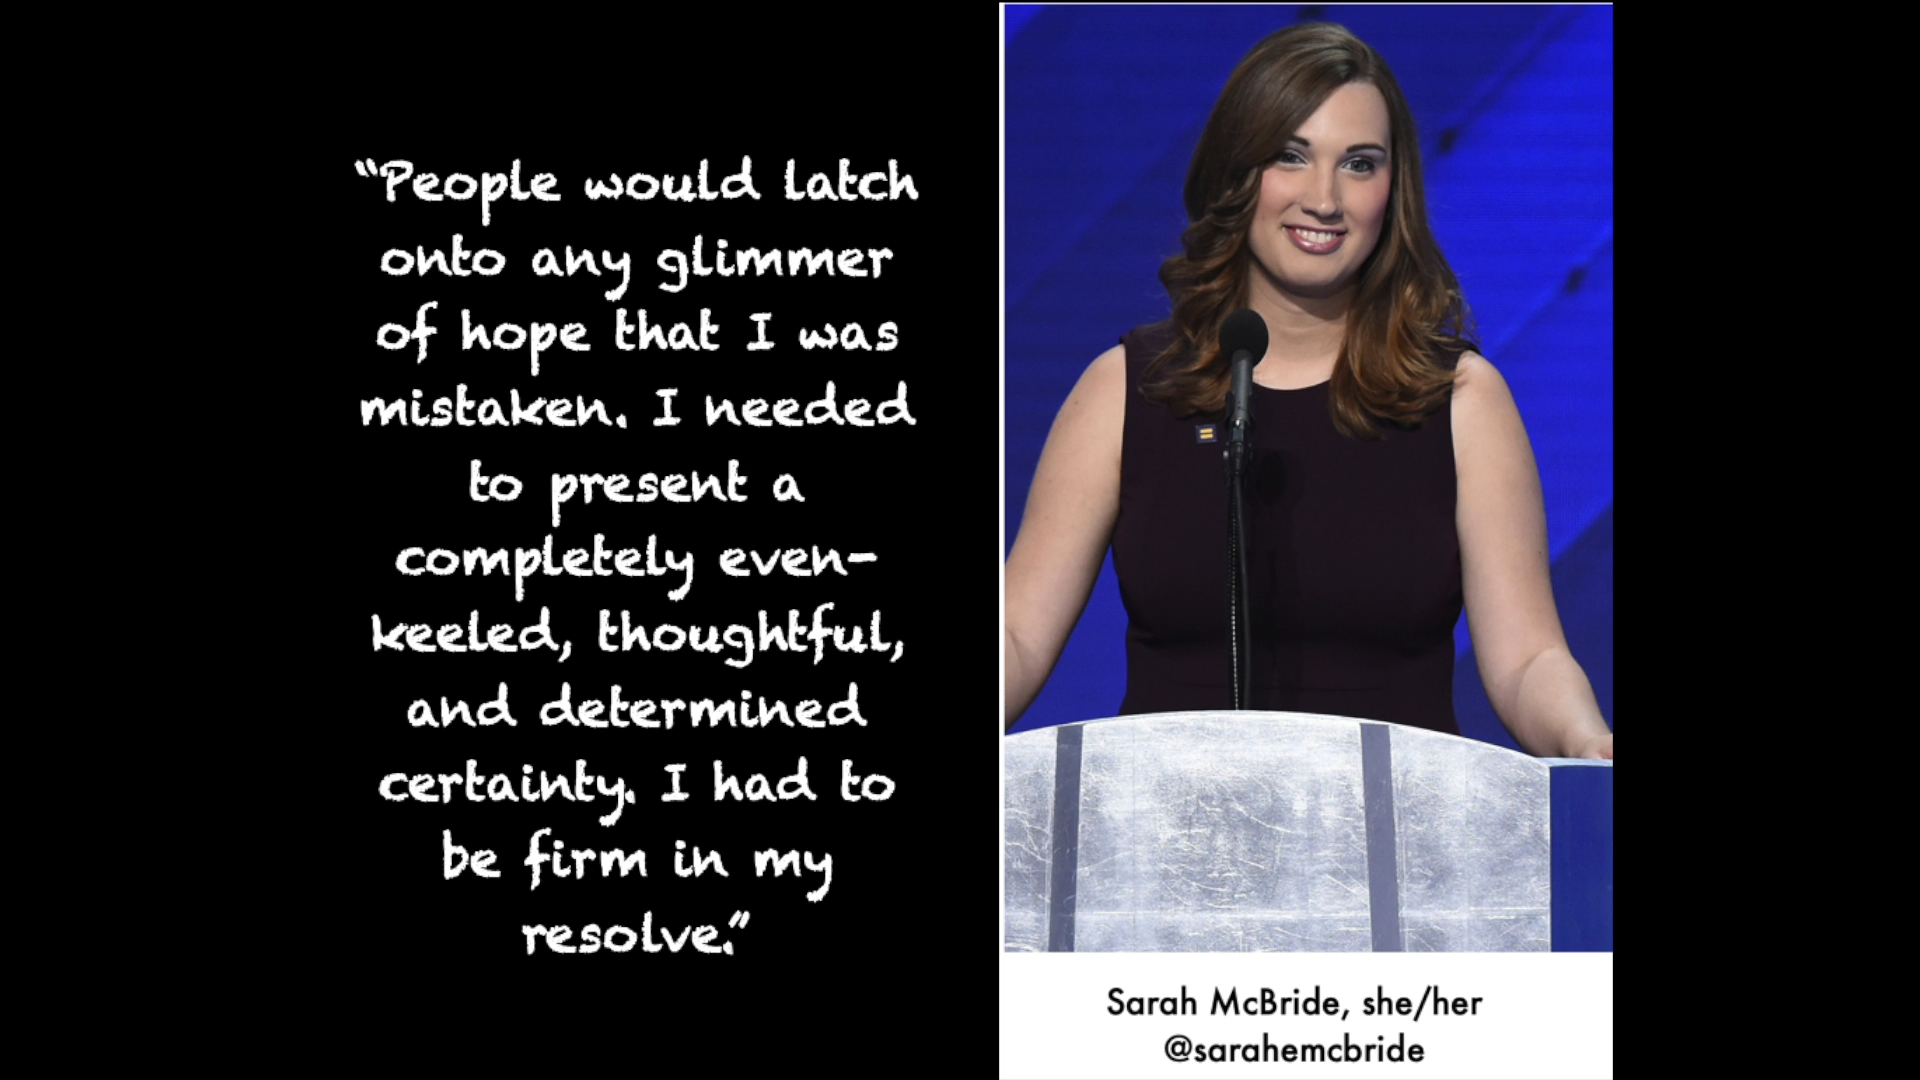 “People would latch
onto any glimmer
of hope that I was
mistaken. I needed
to present a
completely even-
keeled, thoughtful,
and determined
certainty. I had to
be firm in my
resolve.”
Sarah McBride, she/her
@sarahemcbride